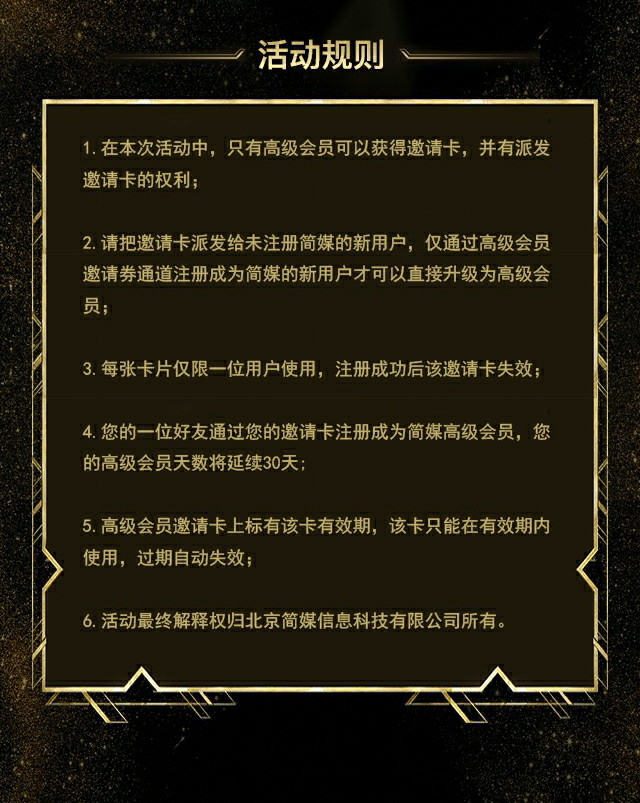 活动规则
1.在本次活动中，只有高级会员可以获得邀请卡，并有派发
邀请卡的权利；
2.请把邀请卡派发给未注册简媒的新用户，仅通过高级会员
邀请券通道注册成为简媒的新用户才可以直接升级为高级会
员；
3.每张卡片仅限一位用户使用，注册成功后该邀请卡失效；
4.您的一位好友通过您的邀请卡注册成为简媒高级会员，您
的高级会员天数将延续30天；
5.高级会员邀请卡上标有该卡有效期，该卡只能在有效期内
使用，过期自动失效；
6.活动最终解释权归北京简媒信息科技有限公司所有。